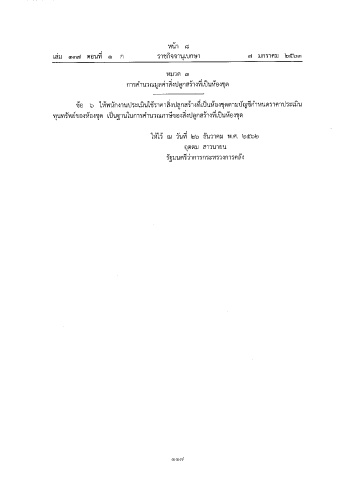 หน้า ๘
เล่ม ๑๓๗ ตอนที่ ๑ ก ราชกิจจานุเบกษา ๗ มกราคม ๒๕๖๓
หมวด ๓
การคำนวณมูลค่าสิ่งปลูกสร้างที่เป็นห้องชุด
ข้อ ๖ ให้พนักงานประเมินใช้ราคาสิ่งปลูกสร้างที่เป็นห้องชุดตามบัญชีกำหนดราคาประเมิน
ทุนทรัพย์ของห้องชุด เป็นฐานในการคำนวณภาษีของสิ่งปลูกสร้างที่เป็นห้องชุด
ให้ไว้ ณ วันที่ ๒๖ ธันวาคม พ.ศ. ๒๕๖๒
อุตตม สาวนายน
รัฐมนตรีว่าการกระทรวงการคลัง
๑๑๗